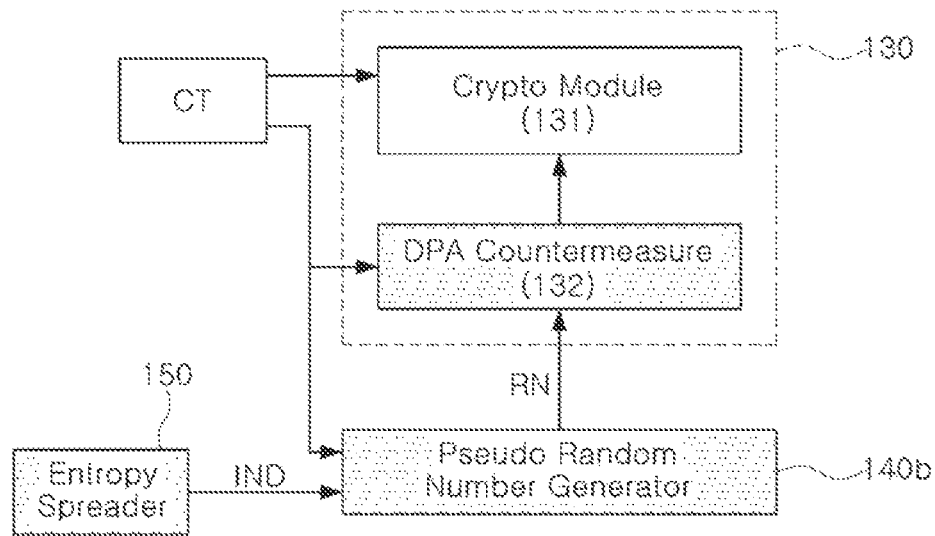 130
CT
Crypto Module
(131)
DPA Countermeasure
(132)
150
RN
Entropy
Spreader
IND
Pseudo Random
Number Generator
140b